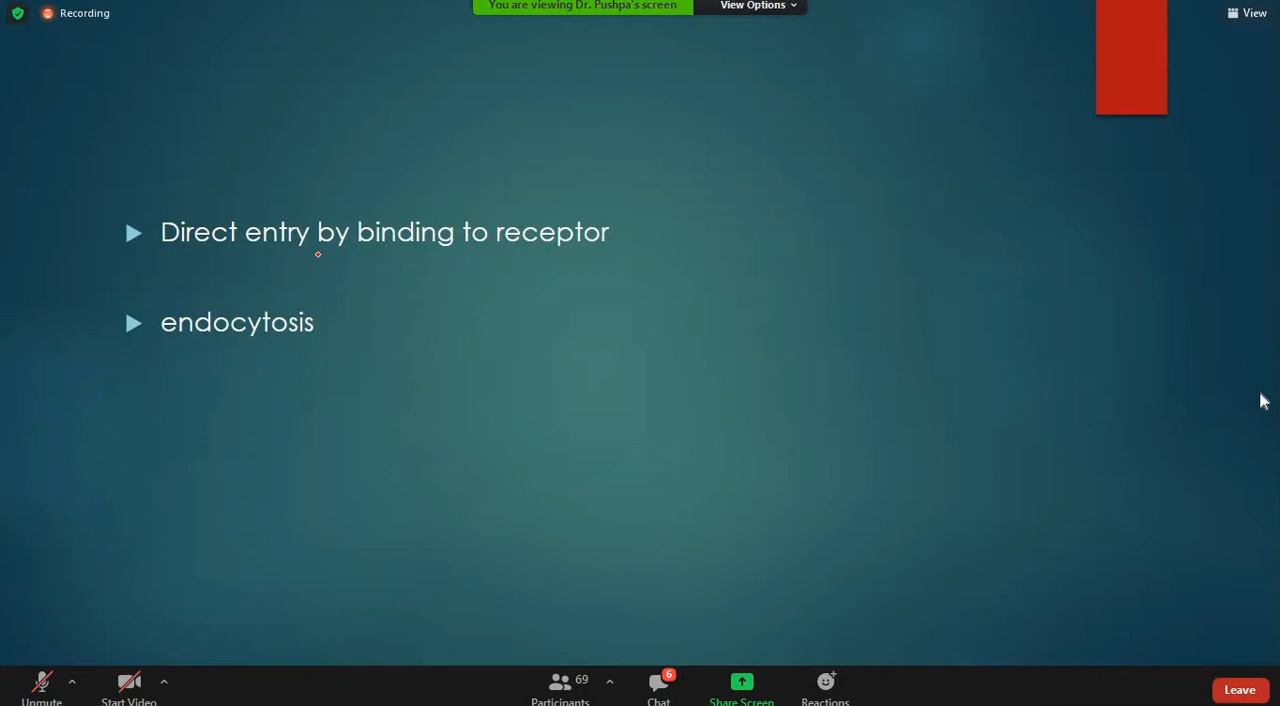 Recording
You are viewing Dr. Pushpa's screen
View Options
View
Direct entry by binding to receptor
endocytosis
Unmute
Start Video
Participants
69
Chat
6
Share Screen
Reactions
Leave